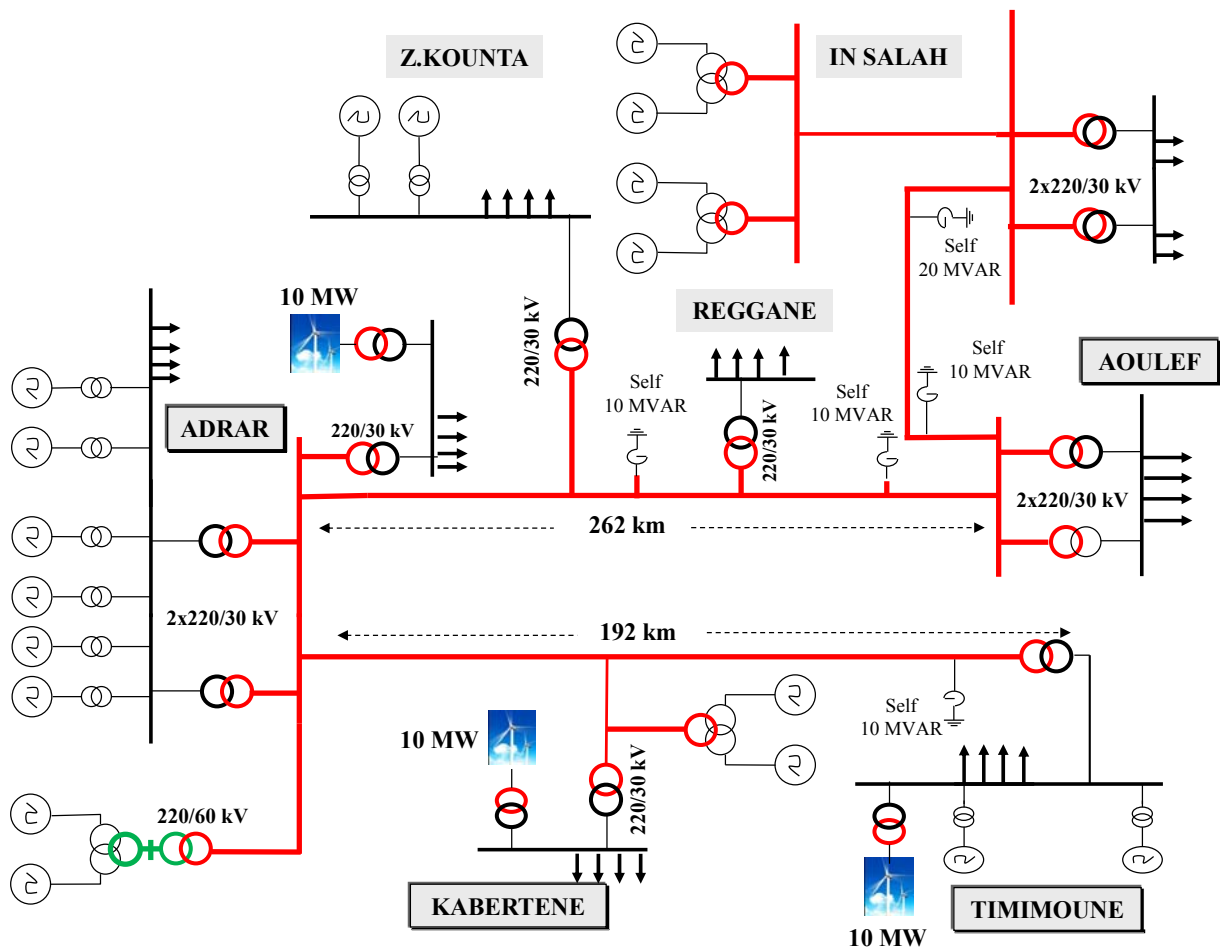 Z.KOUNTA
IN SALAH
2x220/30 kV
Self
20 MVAR
10 MW
REGGANE
220/30 kV
Self
10 MVAR
AOULEF
Self
10 MVAR
Self
10 MVAR
ADRAR
220/30 kV
220/30 kV
2x220/30 kV
262 km
2x220/30 kV
192 km
Self
10 MVAR
10 MW
220/30 kV
220/60 kV
KABERTENE
TIMIMOUNE
10 MW